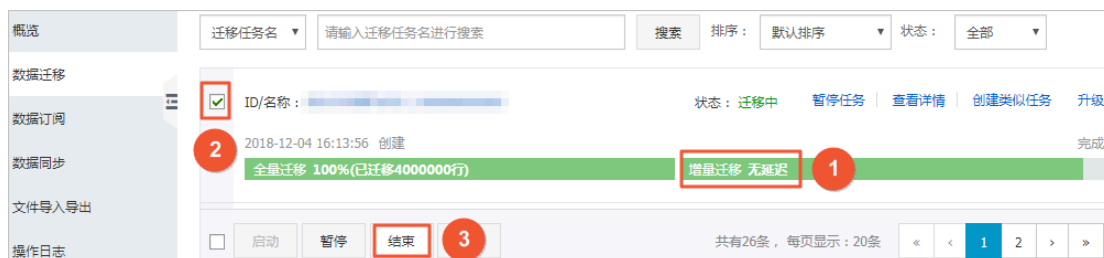 概览
迁移任务名 ▼ 请输入迁移任务名进行搜索 搜索 排序： 默认排序 ▼ 状态： 全部 ▼
数据迁移
ID/名称： 状态： 迁移中 暂停任务 查看详情 创建类似任务 升级
数据订阅
2 2018-12-04 16:13:56 创建 完成
数据同步
全量迁移 100%(已迁移4000000行) 增量迁移 无延迟 1
文件导入导出
启动 暂停 结束 3 共有26条， 每页显示：20条 « ‹ 1 2 › »
操作日志